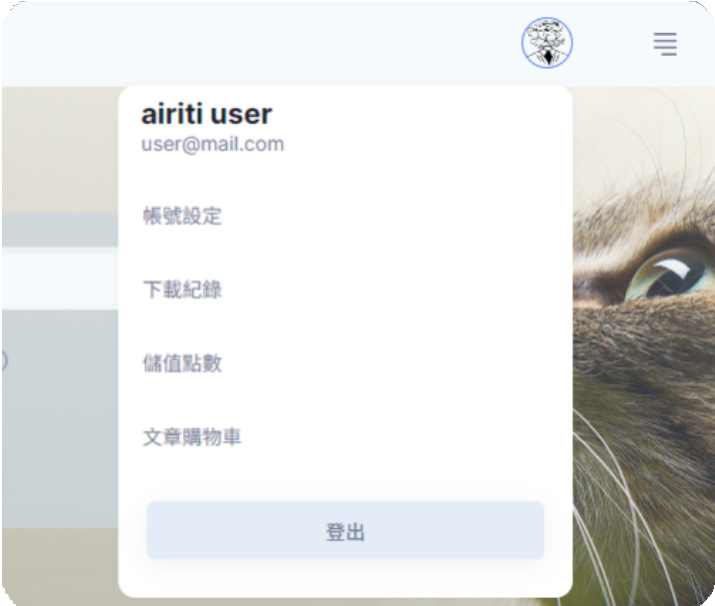 airiti user
user@mail.com
帳號設定
下載紀錄
儲值點數
文章購物車
登出